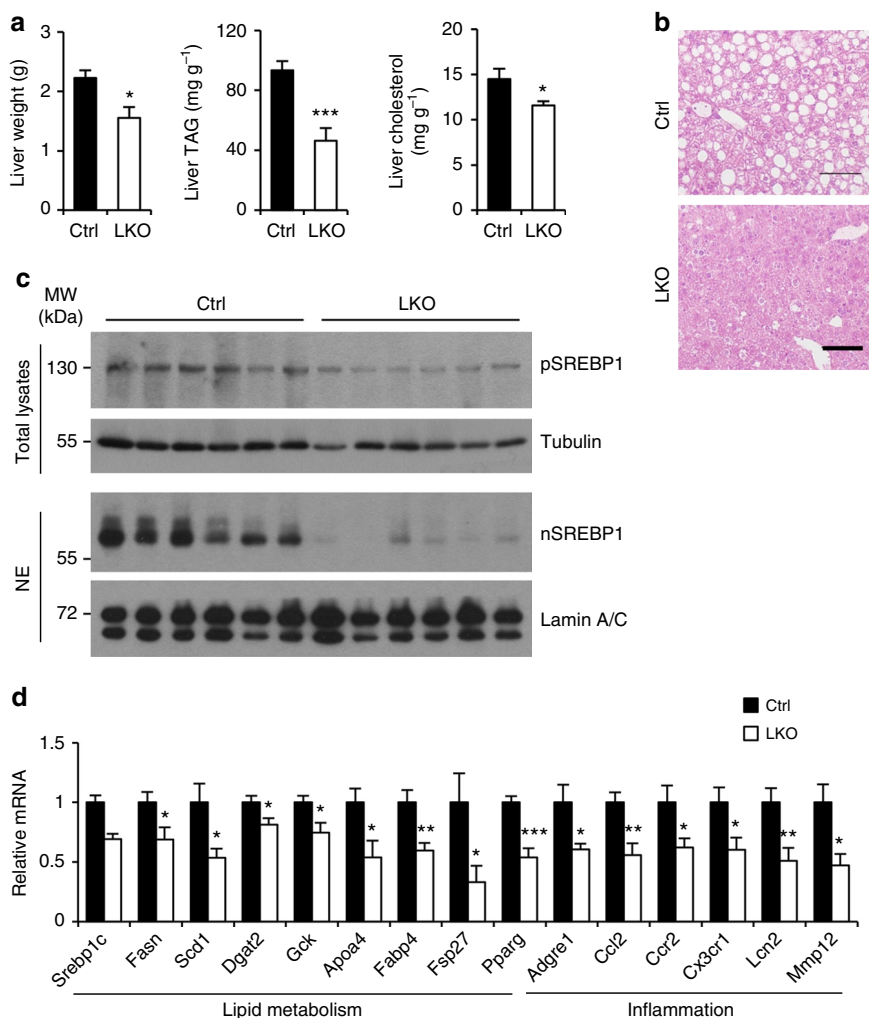 a
Liver weight (g)
3
2
1
0
*
Ctrl LKO
Liver TAG (mg g⁻¹)
120
80
40
0
***
Ctrl LKO
Liver cholesterol
(mg g⁻¹)
20
15
10
5
0
*
Ctrl LKO
b
Ctrl
LKO
c
MW
(kDa)
Ctrl
LKO
Total lysates
130
pSREBP1
55
Tubulin
NE
nSREBP1
55
72
Lamin A/C
d
Ctrl
LKO
Relative mRNA
1.5
1
0.5
0
* * * * * ** * *** * ** * * ** *
Srebp1c Fasn Scd1 Dgat2 Gck Apoa4 Fabp4 Fsp27 Pparg Adgre1 Ccl2 Ccr2 Cx3cr1 Lcn2 Mmp12
Lipid metabolism
Inflammation